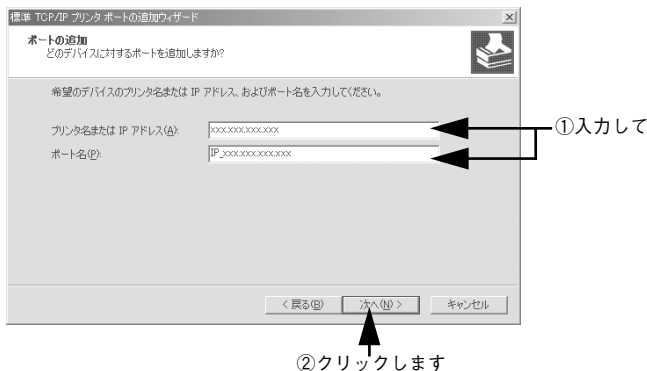 標準 TCP/IP プリンタ ポートの追加ウィザード
ポートの追加
どのデバイスに対するポートを追加しますか?
希望のデバイスのプリンタ名または IP アドレス、およびポート名を入力してください。
プリンタ名または IP アドレス(A): xxx.xxx.xxx.xxx
①入力して
ポート名(P): IP_xxx.xxx.xxx.xxx
< 戻る(B) 次へ(N) > キャンセル
②クリックします